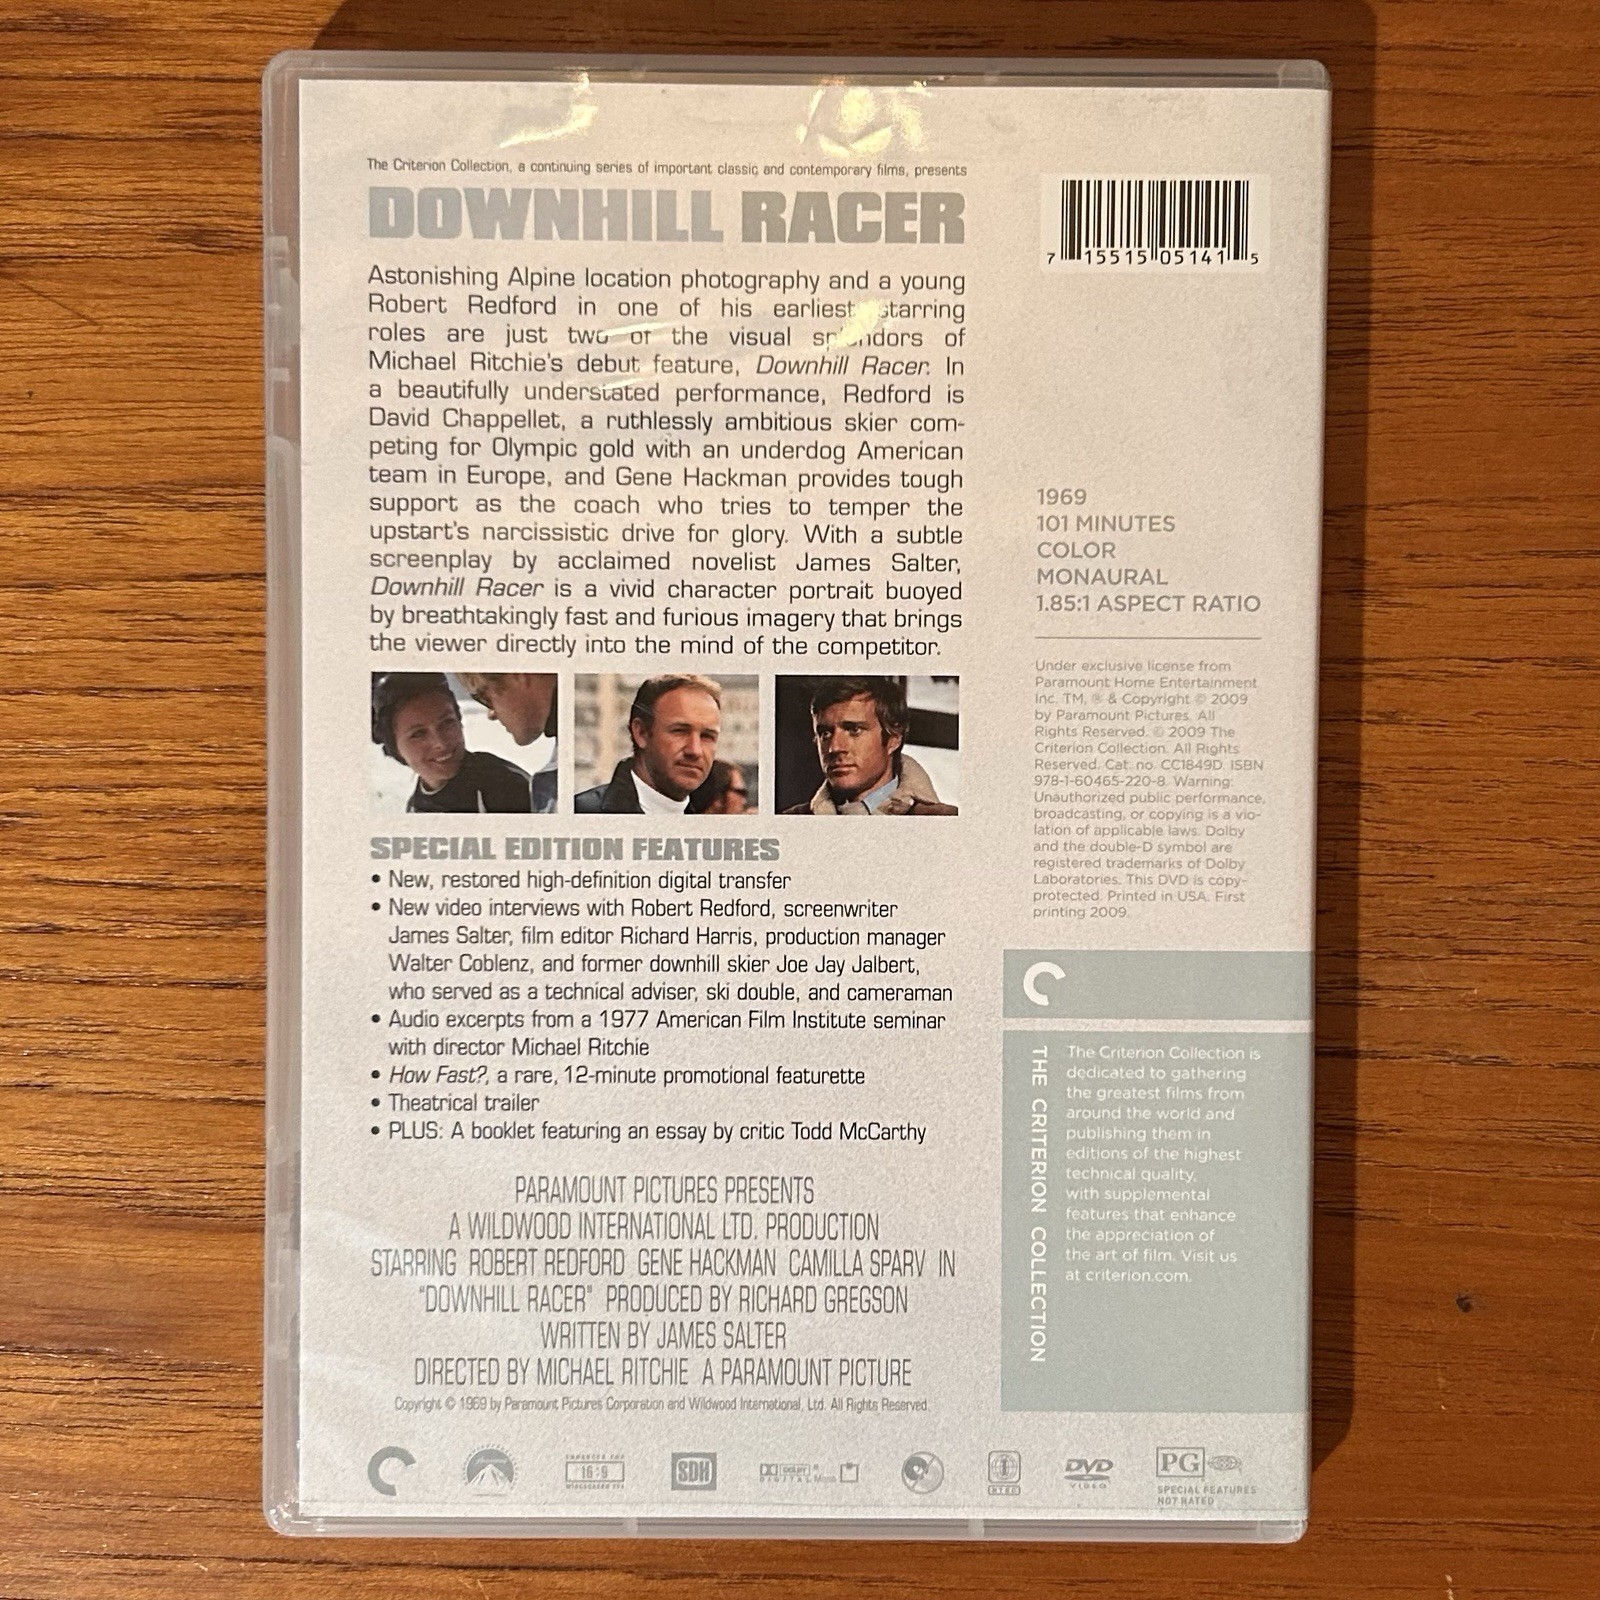 The Criterion Collection, a continuing series of important classic and contemporary films, presents
DOWNHILL RACER
Astonishing Alpine location photography and a young
Robert Redford in one of his earliest starring
roles are just two of the visual splendors of
Michael Ritchie's debut feature, Downhill Racer. In
a beautifully understated performance, Redford is
David Chappellet, a ruthlessly ambitious skier com-
peting for Olympic gold with an underdog American
team in Europe, and Gene Hackman provides tough
support as the coach who tries to temper the
upstart's narcissistic drive for glory. With a subtle
screenplay by acclaimed novelist James Salter,
Downhill Racer is a vivid character portrait buoyed
by breathtakingly fast and furious imagery that brings
the viewer directly into the mind of the competitor.
SPECIAL EDITION FEATURES
• New, restored high-definition digital transfer
• New video interviews with Robert Redford, screenwriter
James Salter, film editor Richard Harris, production manager
Walter Coblenz, and former downhill skier Joe Jay Jalbert,
who served as a technical adviser, ski double, and cameraman
• Audio excerpts from a 1977 American Film Institute seminar
with director Michael Ritchie
• How Fast?, a rare, 12-minute promotional featurette
• Theatrical trailer
• PLUS: A booklet featuring an essay by critic Todd McCarthy
PARAMOUNT PICTURES PRESENTS
A WILDWOOD INTERNATIONAL LTD. PRODUCTION
STARRING ROBERT REDFORD GENE HACKMAN CAMILLA SPARV IN
"DOWNHILL RACER" PRODUCED BY RICHARD GREGSON
WRITTEN BY JAMES SALTER
DIRECTED BY MICHAEL RITCHIE A PARAMOUNT PICTURE
Copyright © 1969 by Paramount Pictures Corporation and Wildwood International, Ltd. All Rights Reserved.
7 15515 05141 5
1969
101 MINUTES
COLOR
MONAURAL
1.85:1 ASPECT RATIO
Under exclusive license from
Paramount Home Entertainment
Inc. TM, ® & Copyright © 2009
by Paramount Pictures. All
Rights Reserved. © 2009 The
Criterion Collection. All Rights
Reserved. Cat. no. CC1849D. ISBN
978-1-60465-220-8. Warning:
Unauthorized public performance,
broadcasting, or copying is a vio-
lation of applicable laws. Dolby
and the double-D symbol are
registered trademarks of Dolby
Laboratories. This DVD is copy-
protected. Printed in USA. First
printing 2009.
THE CRITERION COLLECTION
The Criterion Collection is
dedicated to gathering
the greatest films from
around the world and
publishing them in
editions of the highest
technical quality,
with supplemental
features that enhance
the appreciation of
the art of film. Visit us
at criterion.com.
ENHANCED FOR
16:9
WIDESCREEN TVS
SDH
DOLBY
DIGITAL Mono
1
NTSC
DVD
VIDEO
PG
SPECIAL FEATURES
NOT RATED